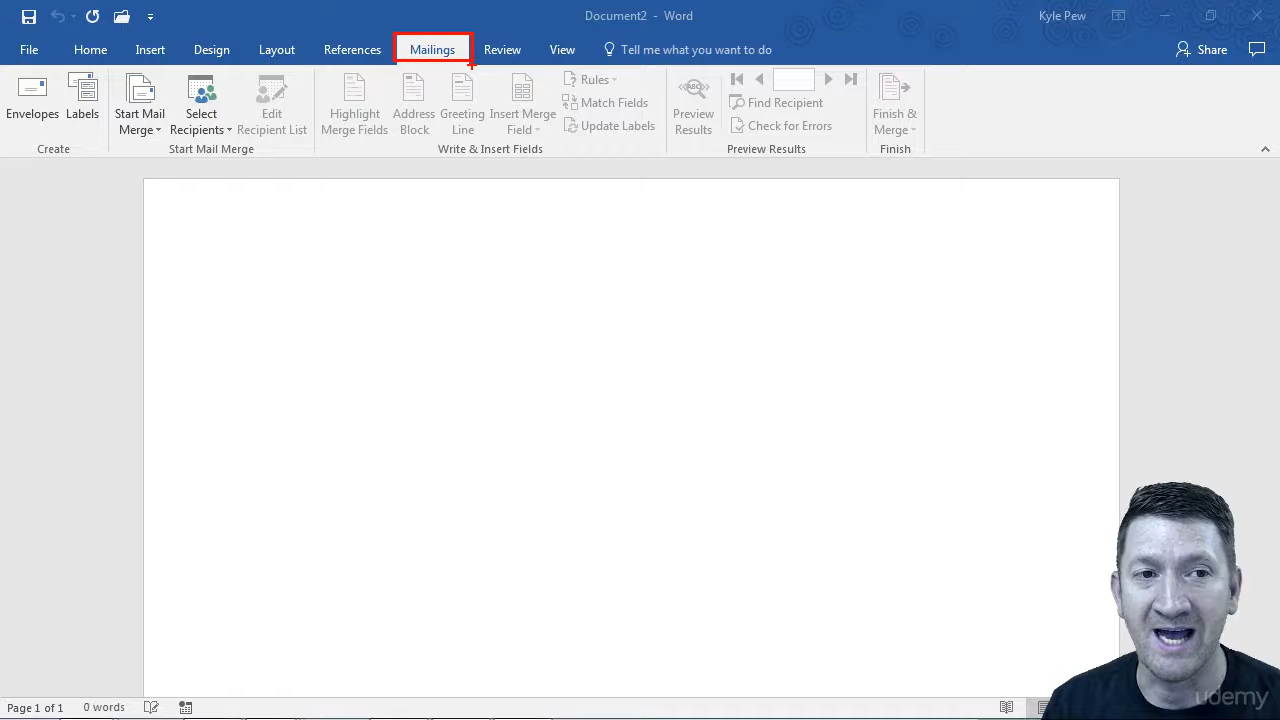 Document2 - Word
Kyle Pew
File Home Insert Design Layout References Mailings Review View Tell me what you want to do Share
Envelopes
Labels
Create
Start Mail
Merge
Select
Recipients
Edit
Recipient List
Start Mail Merge
Highlight
Merge Fields
Address
Block
Greeting
Line
Insert Merge
Field
Rules
Match Fields
Update Labels
Write & Insert Fields
ABC
Preview
Results
Find Recipient
Check for Errors
Preview Results
Finish &
Merge
Finish
Page 1 of 1 0 words
udemy